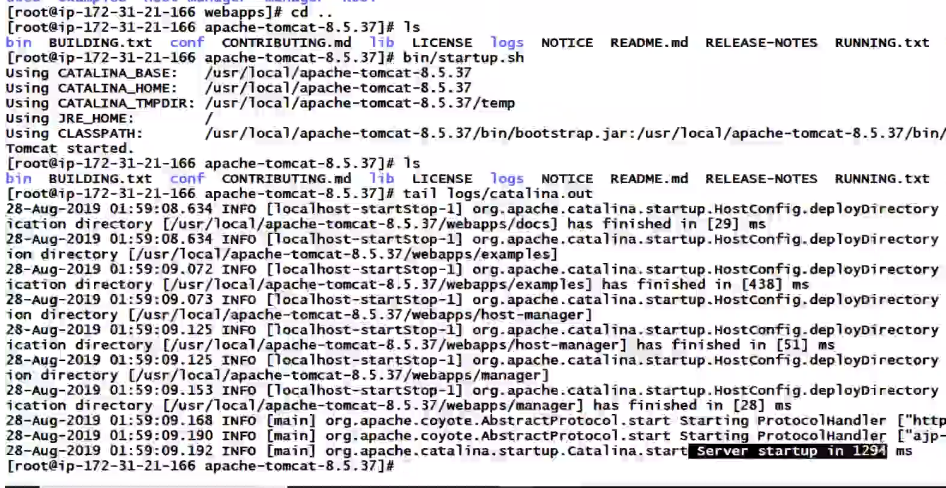 [root@ip-172-31-21-166 webapps]# cd ..
[root@ip-172-31-21-166 apache-tomcat-8.5.37]# ls
bin BUILDING.txt conf CONTRIBUTING.md lib LICENSE logs NOTICE README.md RELEASE-NOTES RUNNING.txt
[root@ip-172-31-21-166 apache-tomcat-8.5.37]# bin/startup.sh
Using CATALINA_BASE: /usr/local/apache-tomcat-8.5.37
Using CATALINA_HOME: /usr/local/apache-tomcat-8.5.37
Using CATALINA_TMPDIR: /usr/local/apache-tomcat-8.5.37/temp
Using JRE_HOME: /
Using CLASSPATH: /usr/local/apache-tomcat-8.5.37/bin/bootstrap.jar:/usr/local/apache-tomcat-8.5.37/bin/
Tomcat started.
[root@ip-172-31-21-166 apache-tomcat-8.5.37]# ls
bin BUILDING.txt conf CONTRIBUTING.md lib LICENSE logs NOTICE README.md RELEASE-NOTES RUNNING.txt
[root@ip-172-31-21-166 apache-tomcat-8.5.37]# tail logs/catalina.out
28-Aug-2019 01:59:08.634 INFO [localhost-startStop-1] org.apache.catalina.startup.HostConfig.deployDirectory
ication directory [/usr/local/apache-tomcat-8.5.37/webapps/docs] has finished in [29] ms
28-Aug-2019 01:59:08.634 INFO [localhost-startStop-1] org.apache.catalina.startup.HostConfig.deployDirectory
ion directory [/usr/local/apache-tomcat-8.5.37/webapps/examples]
28-Aug-2019 01:59:09.072 INFO [localhost-startStop-1] org.apache.catalina.startup.HostConfig.deployDirectory
ication directory [/usr/local/apache-tomcat-8.5.37/webapps/examples] has finished in [438] ms
28-Aug-2019 01:59:09.073 INFO [localhost-startStop-1] org.apache.catalina.startup.HostConfig.deployDirectory
ion directory [/usr/local/apache-tomcat-8.5.37/webapps/host-manager]
28-Aug-2019 01:59:09.125 INFO [localhost-startStop-1] org.apache.catalina.startup.HostConfig.deployDirectory
ication directory [/usr/local/apache-tomcat-8.5.37/webapps/host-manager] has finished in [51] ms
28-Aug-2019 01:59:09.125 INFO [localhost-startStop-1] org.apache.catalina.startup.HostConfig.deployDirectory
ion directory [/usr/local/apache-tomcat-8.5.37/webapps/manager]
28-Aug-2019 01:59:09.153 INFO [localhost-startStop-1] org.apache.catalina.startup.HostConfig.deployDirectory
ication directory [/usr/local/apache-tomcat-8.5.37/webapps/manager] has finished in [28] ms
28-Aug-2019 01:59:09.168 INFO [main] org.apache.coyote.AbstractProtocol.start Starting ProtocolHandler ["http
28-Aug-2019 01:59:09.190 INFO [main] org.apache.coyote.AbstractProtocol.start Starting ProtocolHandler ["ajp-
28-Aug-2019 01:59:09.192 INFO [main] org.apache.catalina.startup.Catalina.start Server startup in 1294 ms
[root@ip-172-31-21-166 apache-tomcat-8.5.37]#